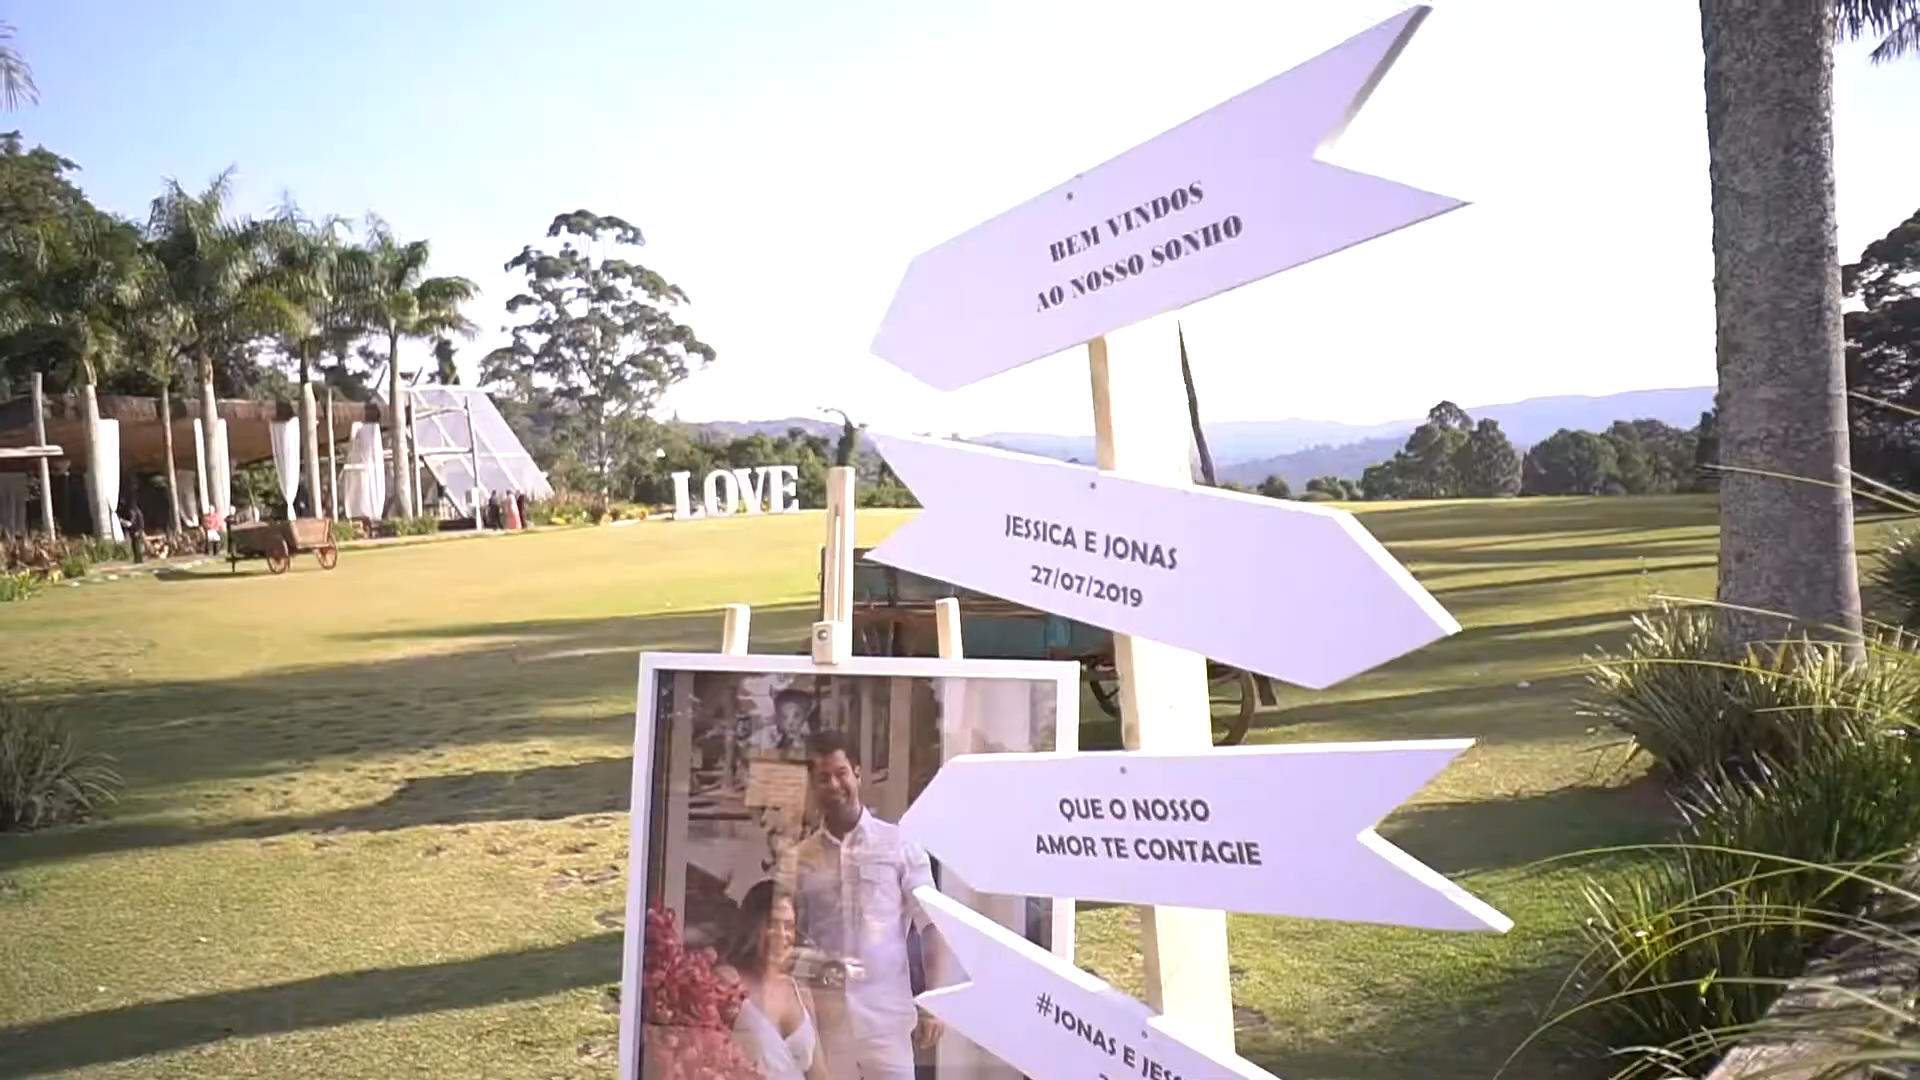 BEM VINDOS
AO NOSSO SONHO
LOVE
JESSICA E JONAS
27/07/2019
QUE O NOSSO
AMOR TE CONTAGIE
#JONAS E